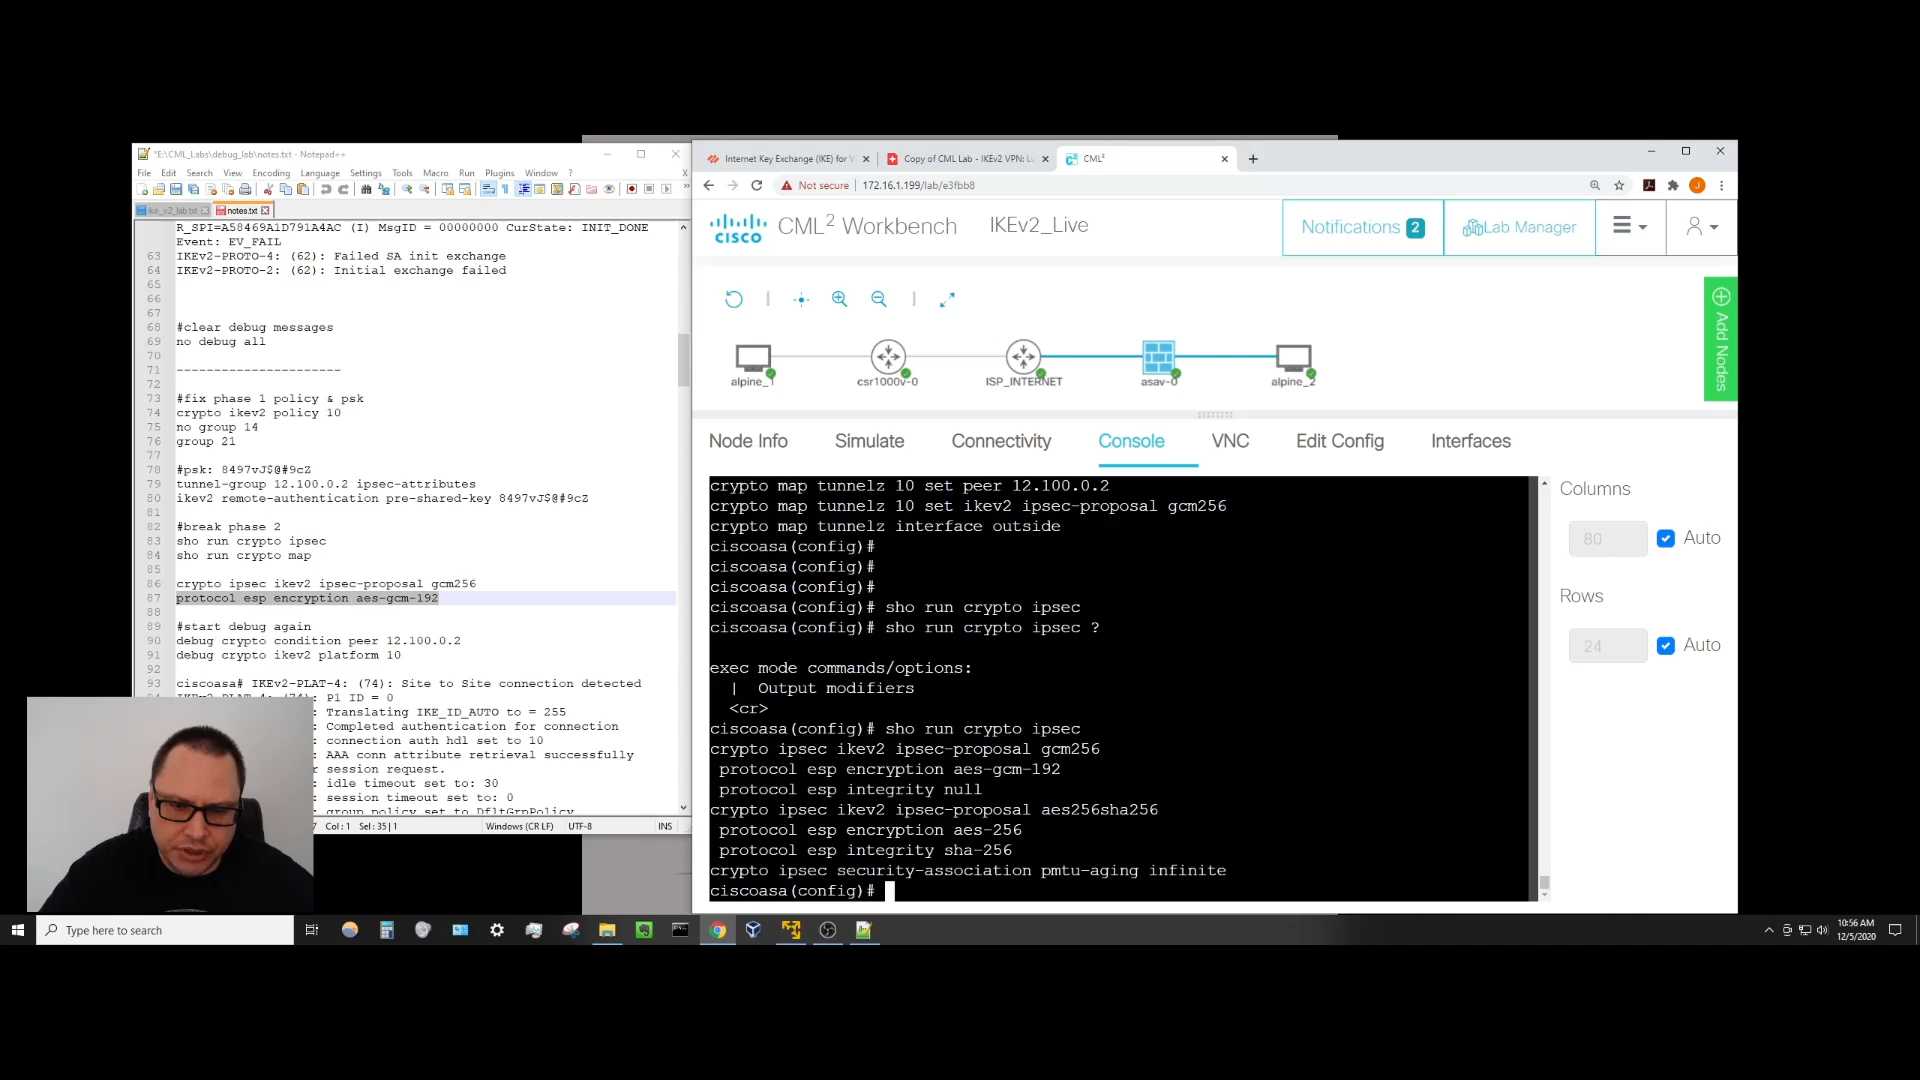 *E:\CML_Labs\debug_lab\notes.txt - Notepad++
File Edit Search View Encoding Language Settings Tools Macro Run Plugins Window ?
X
ike_v2_lab.txt
notes.txt
R_SPI=A58469A1D791A4AC (I) MsgID = 00000000 CurState: INIT_DONE
Event: EV_FAIL
63 IKEv2-PROTO-4: (62): Failed SA init exchange
64 IKEv2-PROTO-2: (62): Initial exchange failed
65
66
67
68 #clear debug messages
69 no debug all
70
71 ----------------------
72
73 #fix phase 1 policy & psk
74 crypto ikev2 policy 10
75 no group 14
76 group 21
77
78 #psk: 8497vJ$@#9cZ
79 tunnel-group 12.100.0.2 ipsec-attributes
80 ikev2 remote-authentication pre-shared-key 8497vJ$@#9cZ
81
82 #break phase 2
83 sho run crypto ipsec
84 sho run crypto map
85
86 crypto ipsec ikev2 ipsec-proposal gcm256
87 protocol esp encryption aes-gcm-192
88
89 #start debug again
90 debug crypto condition peer 12.100.0.2
91 debug crypto ikev2 platform 10
92
93 ciscoasa# IKEv2-PLAT-4: (74): Site to Site connection detected
IKEv2-PLAT-4: (74): P1 ID = 0
: Translating IKE_ID_AUTO to = 255
: Completed authentication for connection
: connection auth hdl set to 10
: AAA conn attribute retrieval successfully
r session request.
: idle timeout set to: 30
: session timeout set to: 0
: group policy set to DfltGrpPolicy
Col : 1 Sel : 35 | 1
Windows (CR LF)
UTF-8
INS
Internet Key Exchange (IKE) for V
Copy of CML Lab - IKEv2 VPN: L
CML²
Not secure | 172.16.1.199/lab/e3fbb8
CISCO
CML² Workbench
IKEv2_Live
Notifications 2
Lab Manager
Add Nodes
alpine_1
csr1000v-0
ISP_INTERNET
asav-0
alpine_2
Node Info Simulate Connectivity Console VNC Edit Config Interfaces
crypto map tunnelz 10 set peer 12.100.0.2
crypto map tunnelz 10 set ikev2 ipsec-proposal gcm256
crypto map tunnelz interface outside
ciscoasa(config)#
ciscoasa(config)#
ciscoasa(config)#
ciscoasa(config)# sho run crypto ipsec
ciscoasa(config)# sho run crypto ipsec ?
exec mode commands/options:
| Output modifiers
<cr>
ciscoasa(config)# sho run crypto ipsec
crypto ipsec ikev2 ipsec-proposal gcm256
protocol esp encryption aes-gcm-192
protocol esp integrity null
crypto ipsec ikev2 ipsec-proposal aes256sha256
protocol esp encryption aes-256
protocol esp integrity sha-256
crypto ipsec security-association pmtu-aging infinite
ciscoasa(config)#
Columns
80
Auto
Rows
24
Auto
Type here to search
10:56 AM
12/5/2020